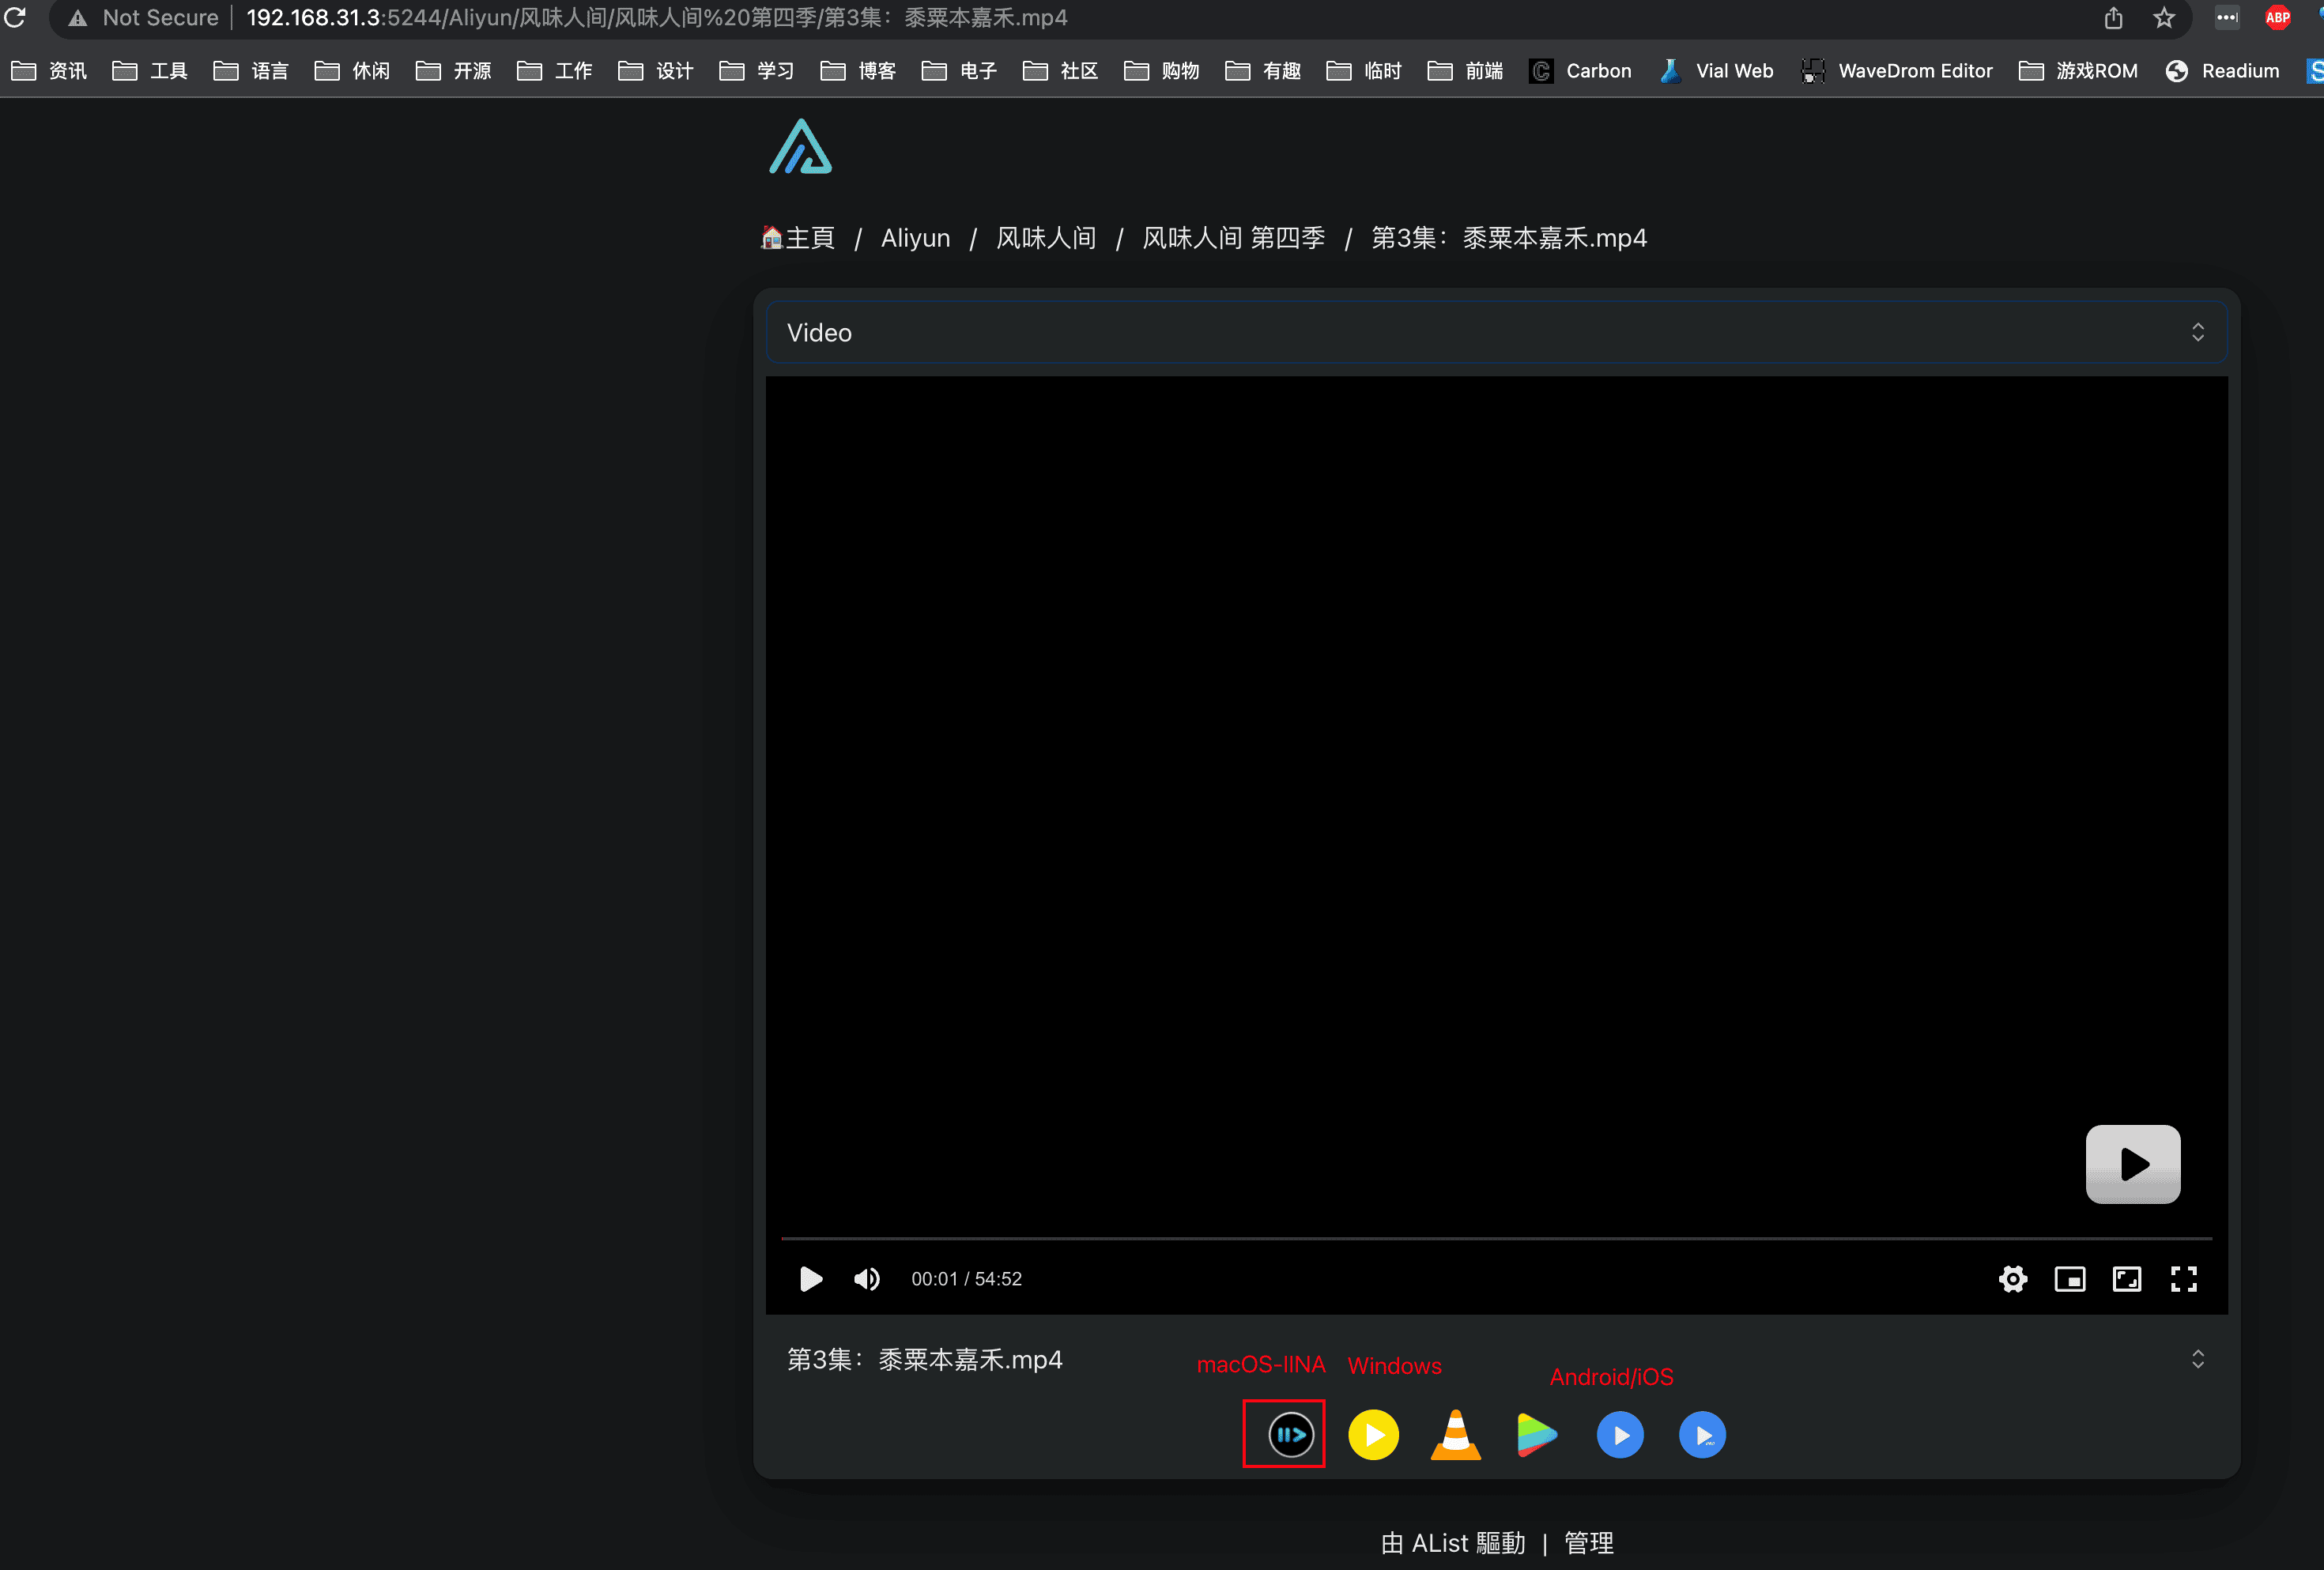 Not Secure | 192.168.31.3:5244/Aliyun/风味人间/风味人间%20第四季/第3集：黍粟本嘉禾.mp4
ABP
资讯 工具 语言 休闲 开源 工作 设计 学习 博客 电子 社区 购物 有趣 临时 前端 Carbon Vial Web WaveDrom Editor 游戏ROM Readium S
主頁 / Aliyun / 风味人间 / 风味人间 第四季 / 第3集：黍粟本嘉禾.mp4
Video
00:01 / 54:52
第3集：黍粟本嘉禾.mp4
macOS-IINA Windows Android/iOS
由 AList 驅動 | 管理